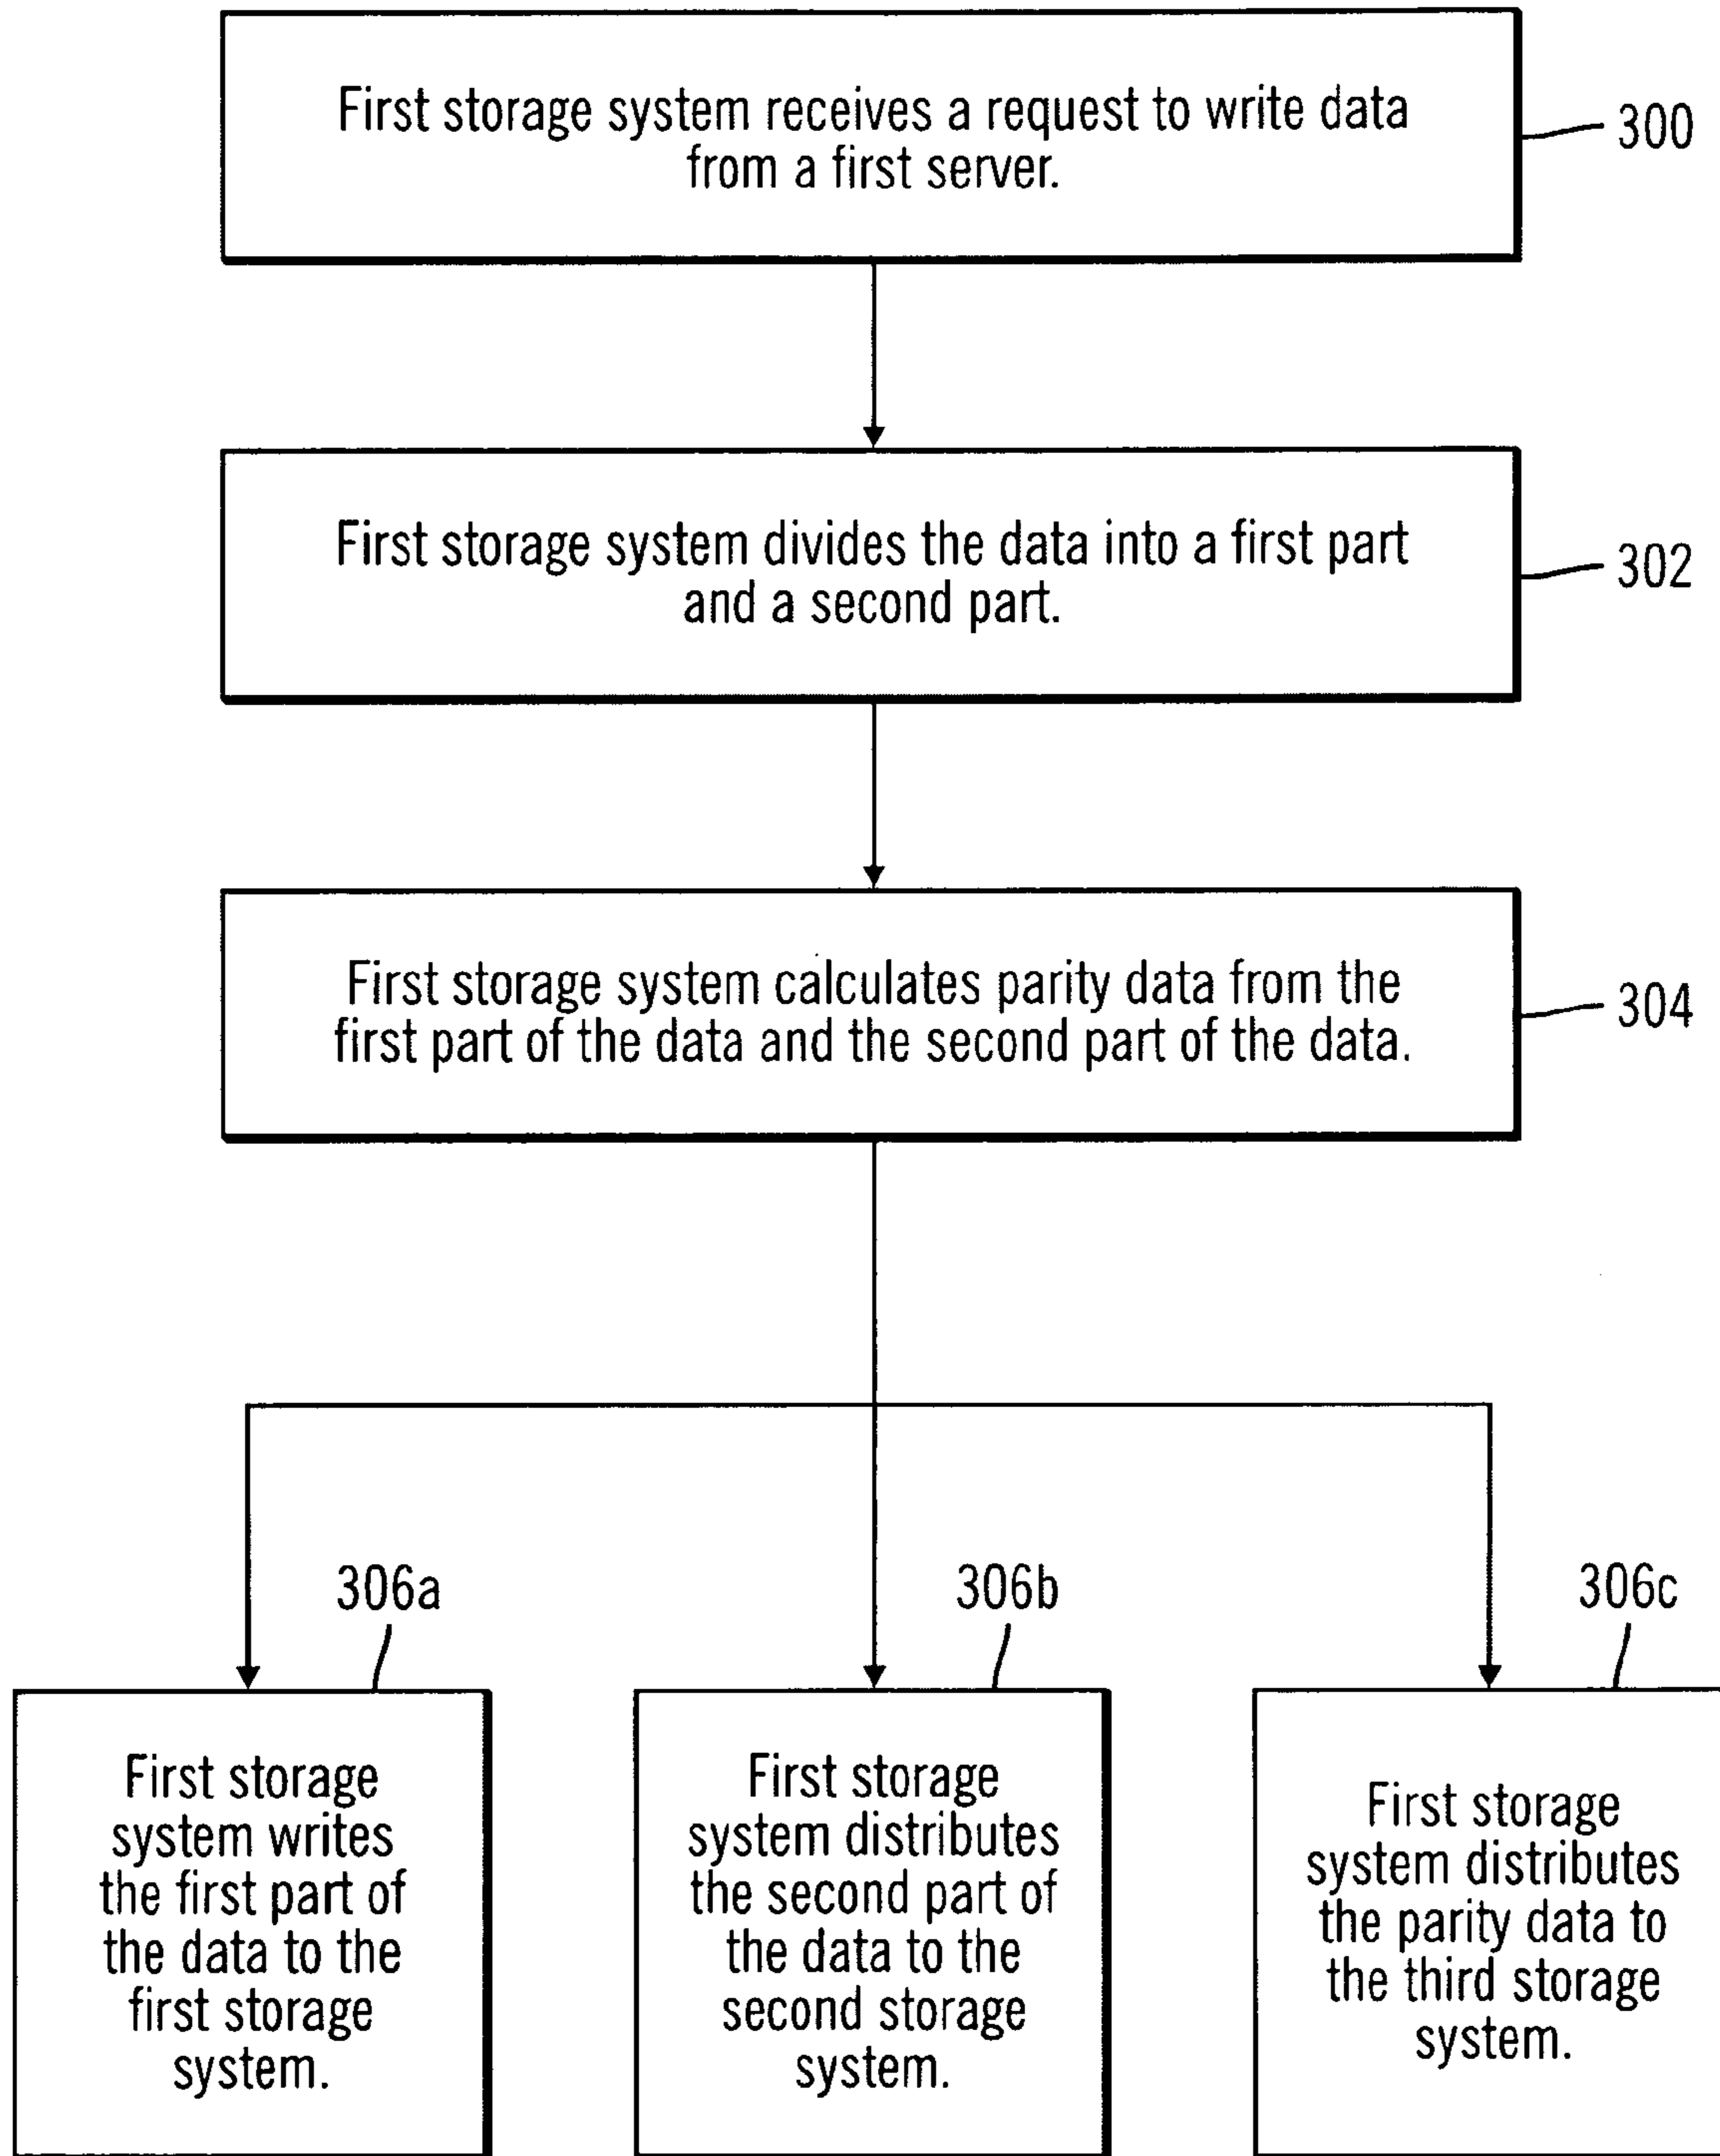 First storage system receives a request to write data
from a first server.
300
First storage system divides the data into a first part
and a second part.
302
First storage system calculates parity data from the
first part of the data and the second part of the data.
304
306a
First storage
system writes
the first part of
the data to the
first storage
system.
306b
First storage
system distributes
the second part of
the data to the
second storage
system.
306c
First storage
system distributes
the parity data to
the third storage
system.